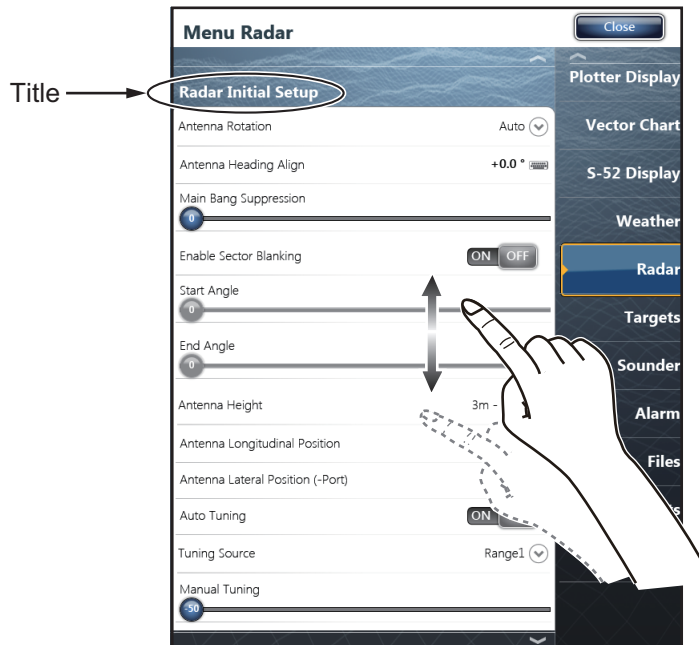 Menu Radar
Close
Title
Radar Initial Setup
Antenna Rotation Auto
Antenna Heading Align +0.0 °
Main Bang Suppression
0
Enable Sector Blanking ON OFF
Start Angle
0
End Angle
0
Antenna Height 3m -
Antenna Longitudinal Position
Antenna Lateral Position (-Port)
Auto Tuning ON
Tuning Source Range1
Manual Tuning
-50
Plotter Display
Vector Chart
S-52 Display
Weather
Radar
Targets
Sounder
Alarm
Files